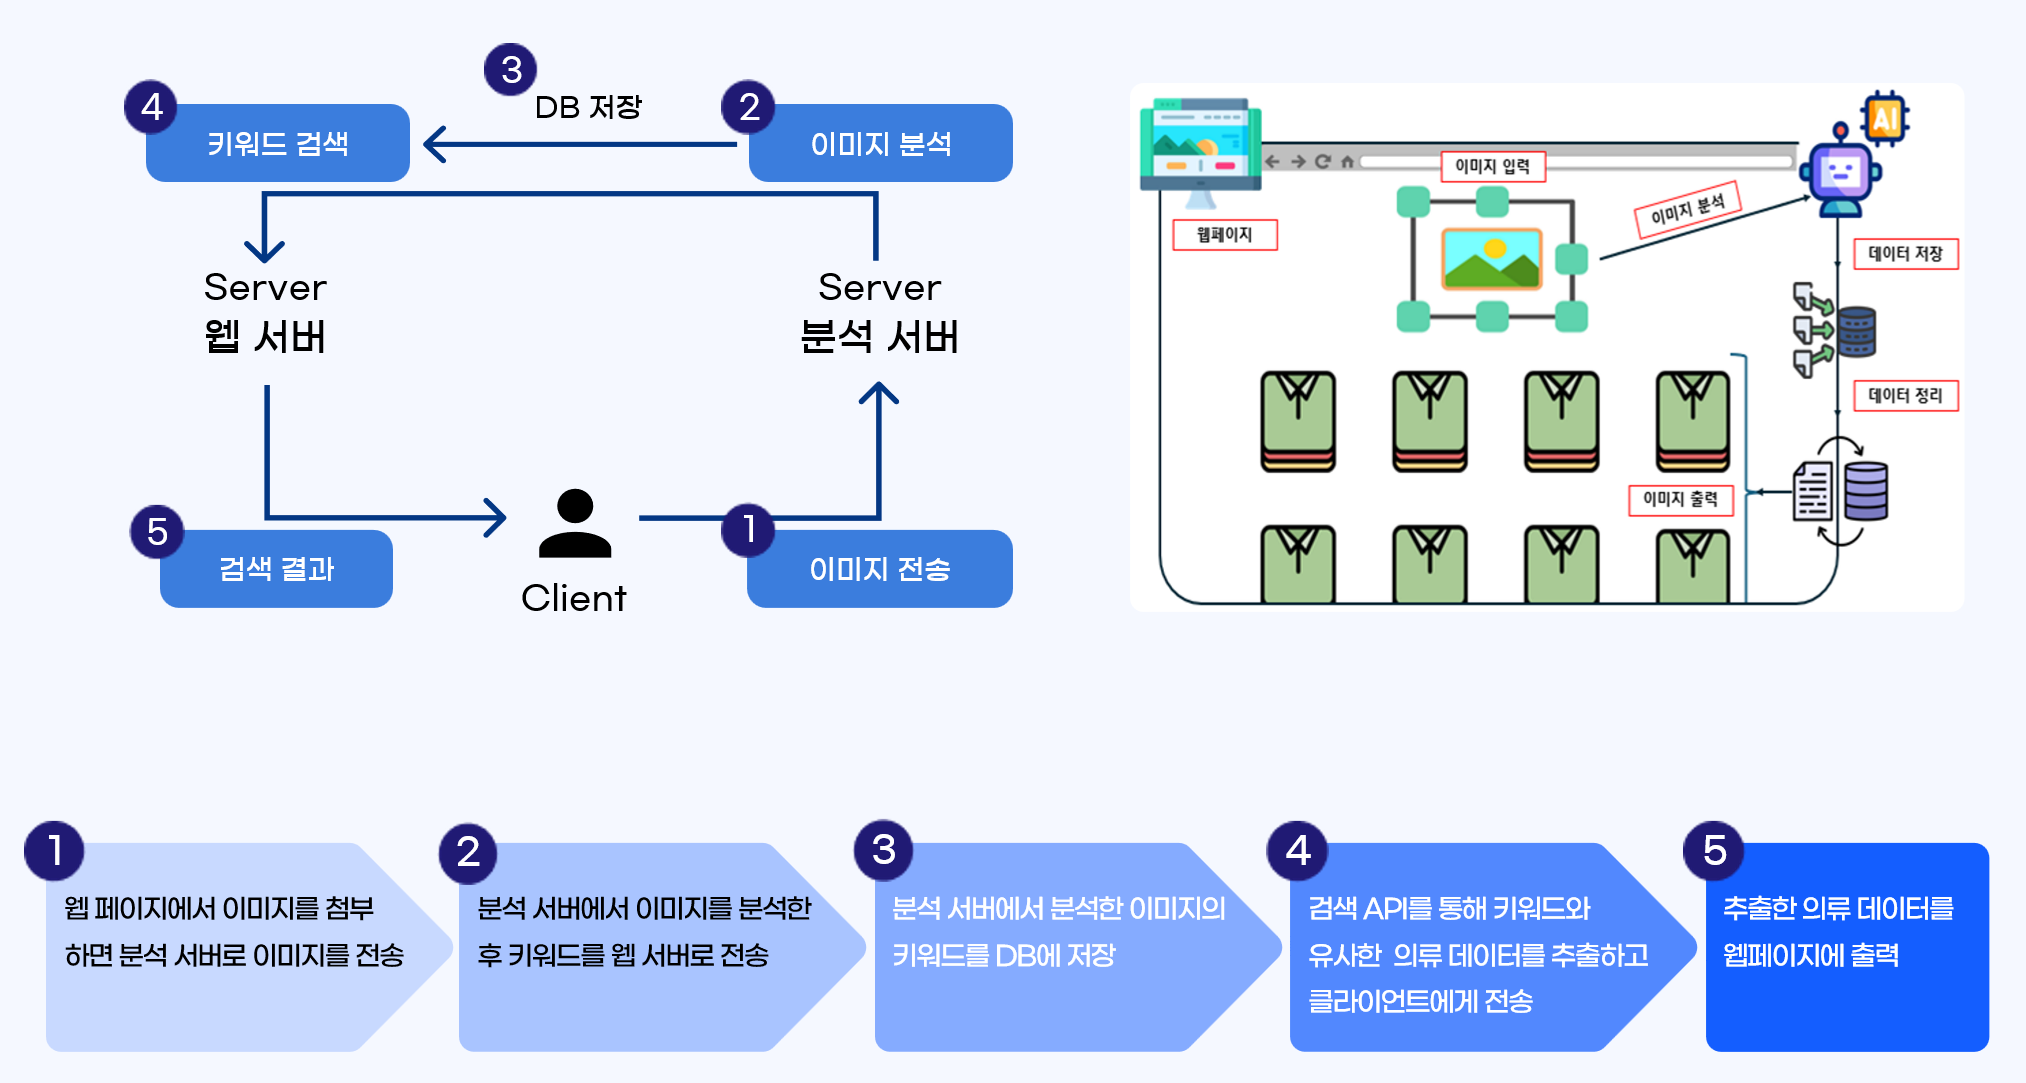 3
DB 저장
4
키워드 검색
2
이미지 분석
Server
웹 서버
Server
분석 서버
5
검색 결과
Client
1
이미지 전송
AI
이미지 입력
웹페이지
이미지 분석
데이터 저장
데이터 정리
이미지 출력
1
웹 페이지에서 이미지를 첨부
하면 분석 서버로 이미지를 전송
2
분석 서버에서 이미지를 분석한
후 키워드를 웹 서버로 전송
3
분석 서버에서 분석한 이미지의
키워드를 DB에 저장
4
검색 API를 통해 키워드와
유사한 의류 데이터를 추출하고
클라이언트에게 전송
5
추출한 의류 데이터를
웹페이지에 출력